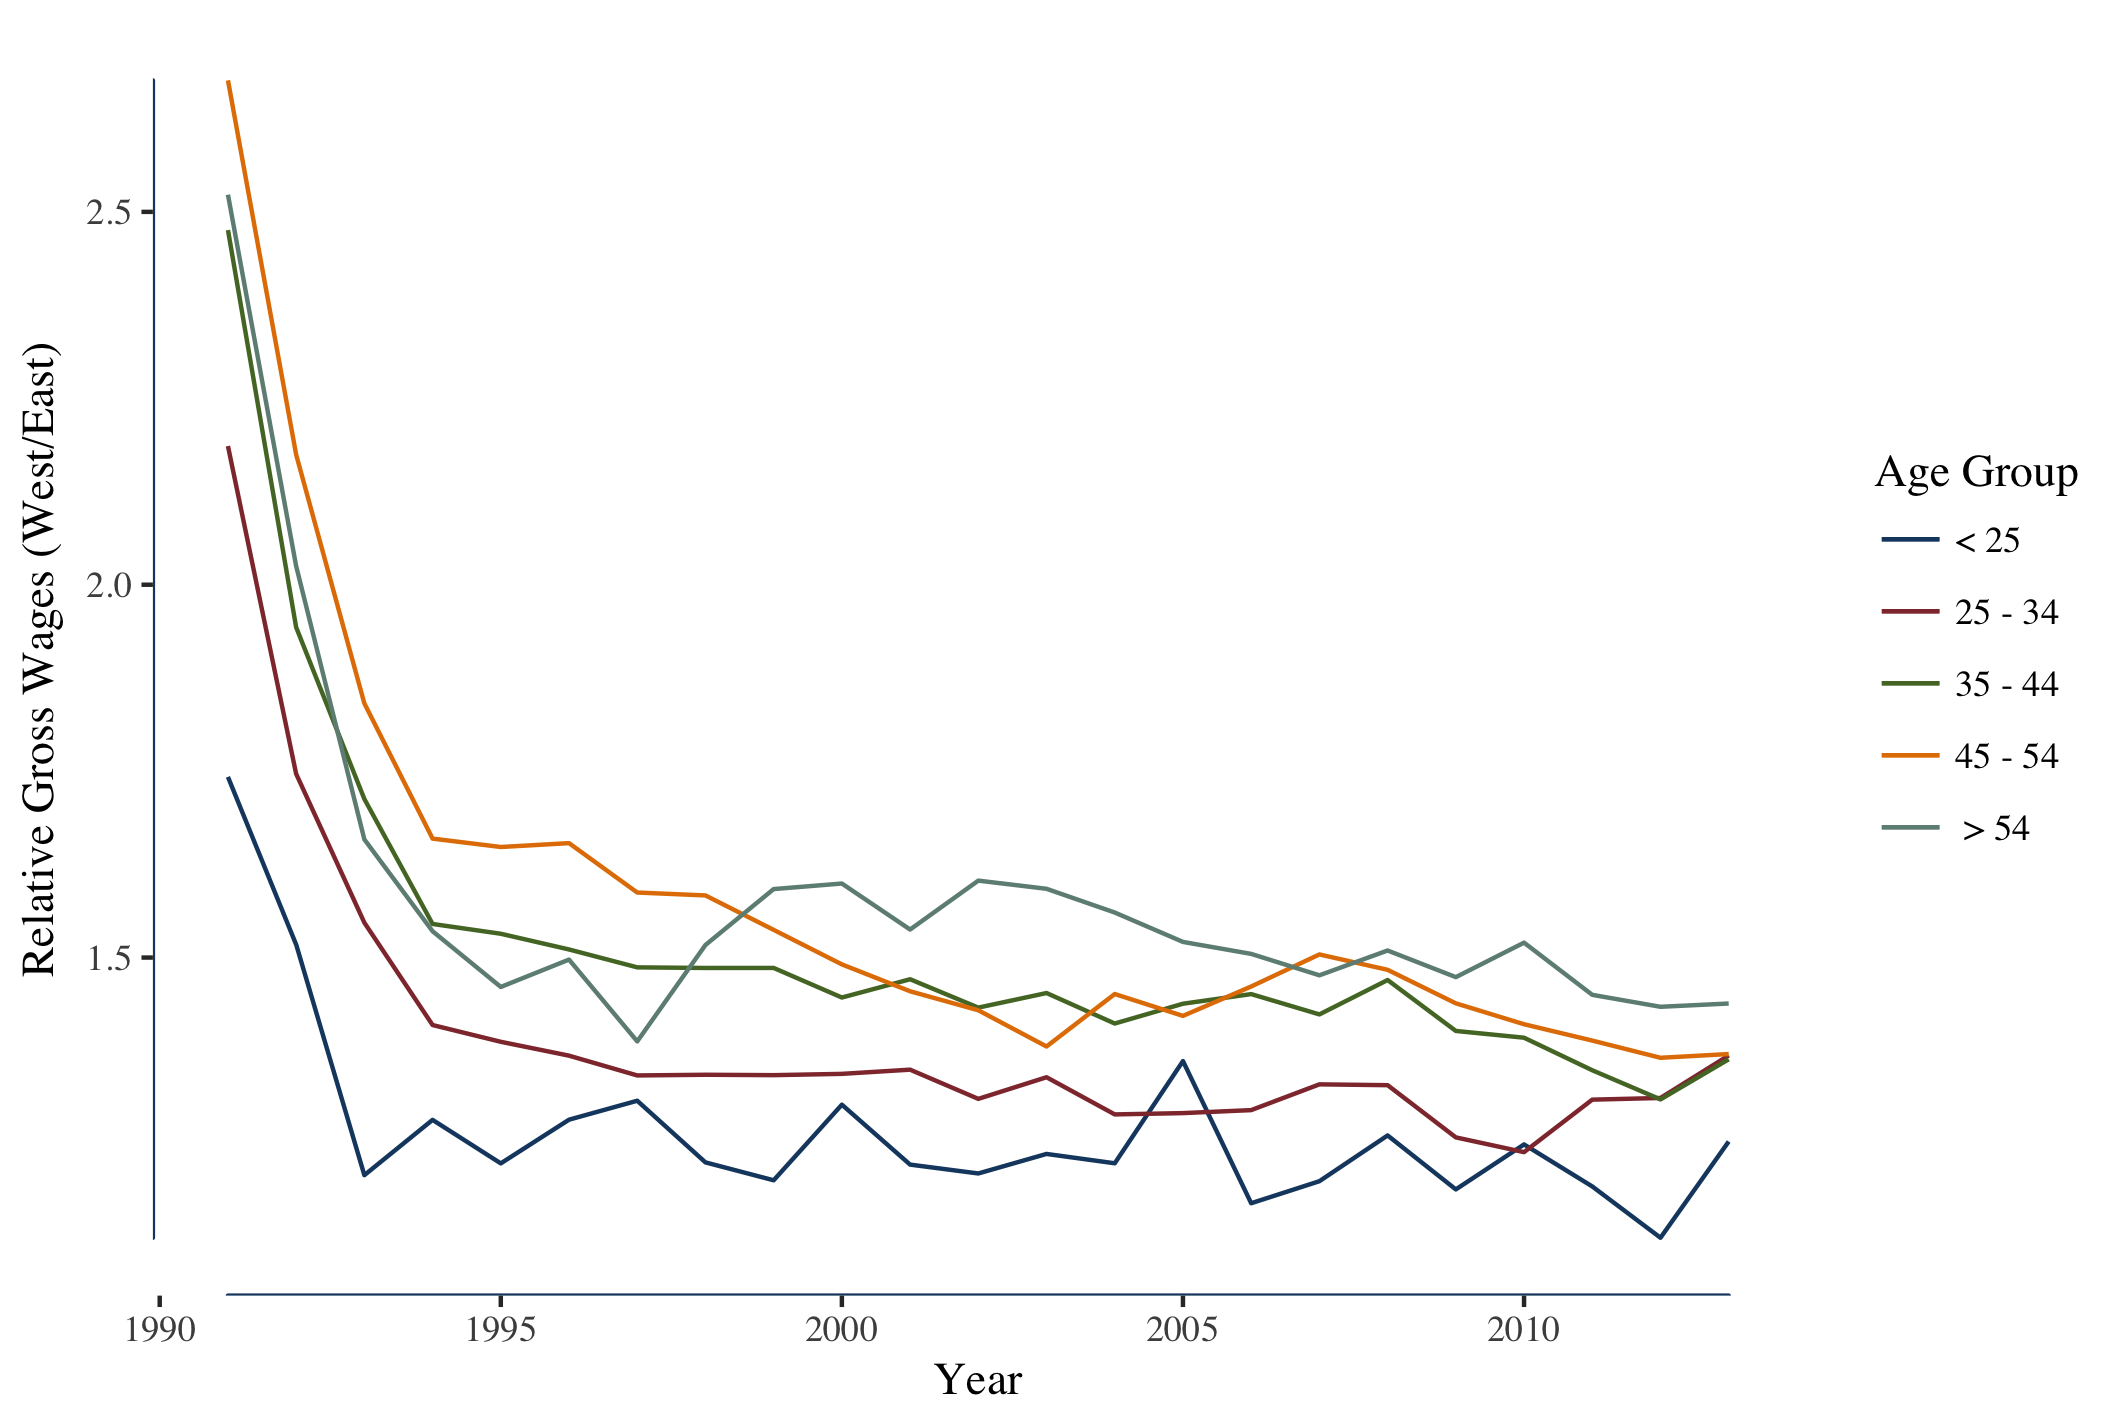 2.5
2.0
1.5
Relative Gross Wages (West/East)
1990
1995
2000
2005
2010
Year
Age Group
< 25
25 - 34
35 - 44
45 - 54
> 54